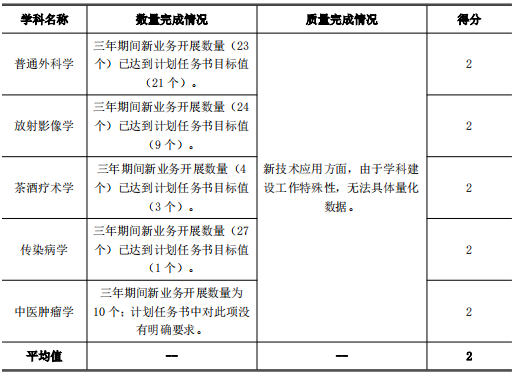 学科名称 数量完成情况 质量完成情况 得分
普通外科学
三年期间新业务开展数量（23
个）已达到计划任务书目标值
（21 个）。
2
放射影像学
三年期间新业务开展数量（24
个）已达到计划任务书目标值
（9 个）。
2
茶酒疗术学
三年期间新业务开展数量（4
个）已达到计划任务书目标值
（3 个）。
2
传染病学
三年期间新业务开展数量（27
个）已达到计划任务书目标值
（1 个）。
2
中医肿瘤学
三年期间新业务开展数量为
10 个；计划任务书中对此项没
有明确要求。
2
新技术应用方面，由于学科建
设工作特殊性，无法具体量化
数据。
平均值 -- -- 2